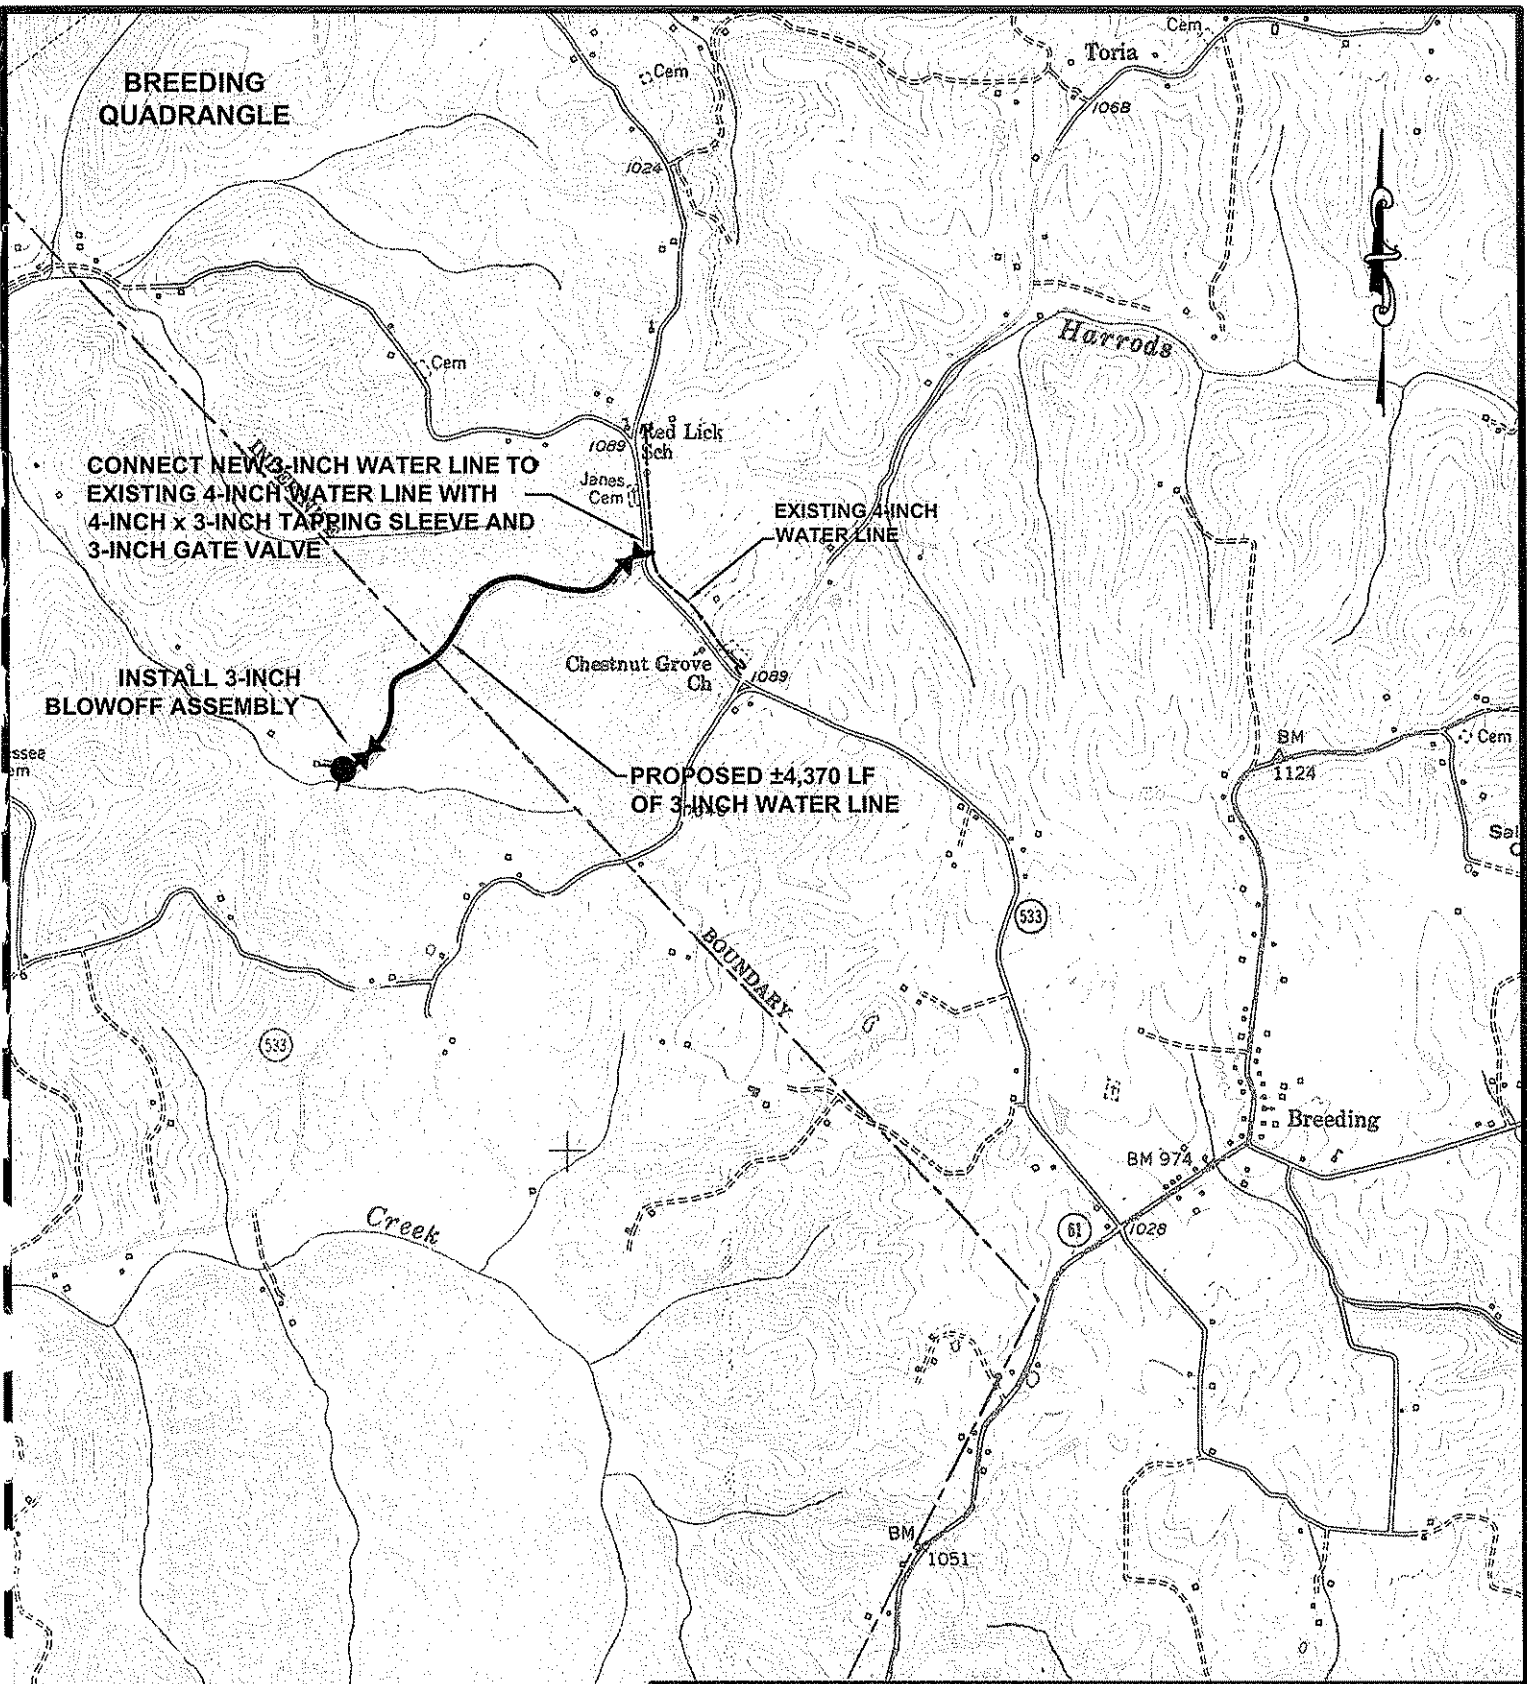 BREEDING
QUADRANGLE
Cem
Toria
Cem
1068
1024
Harrods
Cem
Red Lick
Sch
1089
Janes
Cem
CONNECT NEW 3-INCH WATER LINE TO
EXISTING 4-INCH WATER LINE WITH
4-INCH x 3-INCH TAPPING SLEEVE AND
3-INCH GATE VALVE
EXISTING 4-INCH
WATER LINE
Chestnut Grove
Ch
1089
INSTALL 3-INCH
BLOWOFF ASSEMBLY
BM
1124
Cem
PROPOSED ±4,370 LF
OF 3-INCH WATER LINE
533
BOUNDARY
533
Breeding
BM 974
Creek
61
1028
BM
1051